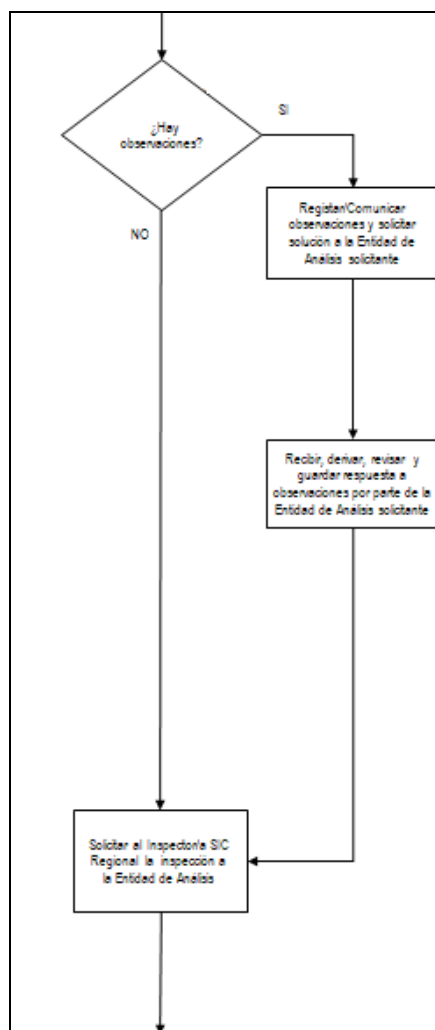 ¿Hay
observaciones?
SI
Registar/Comunicar
observaciones y solicitar
solución a la Entidad de
Análisis solicitante
NO
Recibir, derivar, revisar y
guardar respuesta a
observaciones por parte de la
Entidad de Análisis solicitante
Solicitar al Inspector/a SIC
Regional la inspección a
la Entidad de Análisis